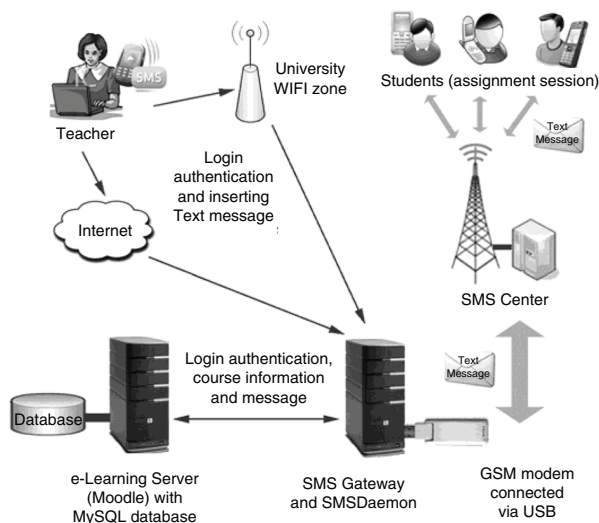 SMS
Teacher
University
WIFI zone
Students (assignment session)
Text
Message
Login
authentication
and inserting
Text message
Internet
SMS Center
Text
Message
Login authentication,
course information
and message
Database
e-Learning Server
(Moodle) with
MySQL database
SMS Gateway
and SMSDaemon
GSM modem
connected
via USB